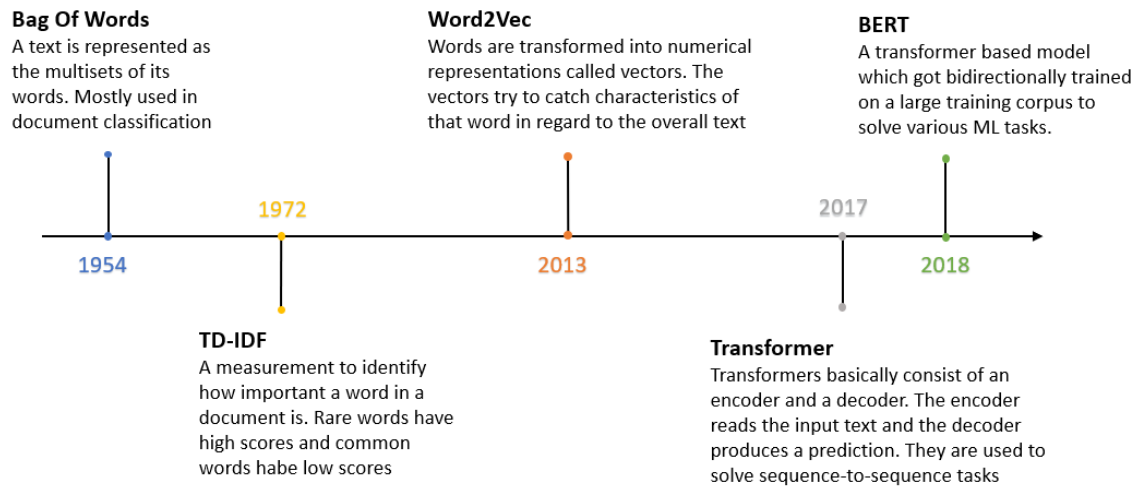 Bag Of Words
A text is represented as
the multisets of its
words. Mostly used in
document classification
Word2Vec
Words are transformed into numerical
representations called vectors. The
vectors try to catch characteristics of
that word in regard to the overall text
BERT
A transformer based model
which got bidirectionally trained
on a large training corpus to
solve various ML tasks.
1954
1972
2013
2017
2018
TD-IDF
A measurement to identify
how important a word in a
document is. Rare words have
high scores and common
words habe low scores
Transformer
Transformers basically consist of an
encoder and a decoder. The encoder
reads the input text and the decoder
produces a prediction. They are used to
solve sequence-to-sequence tasks